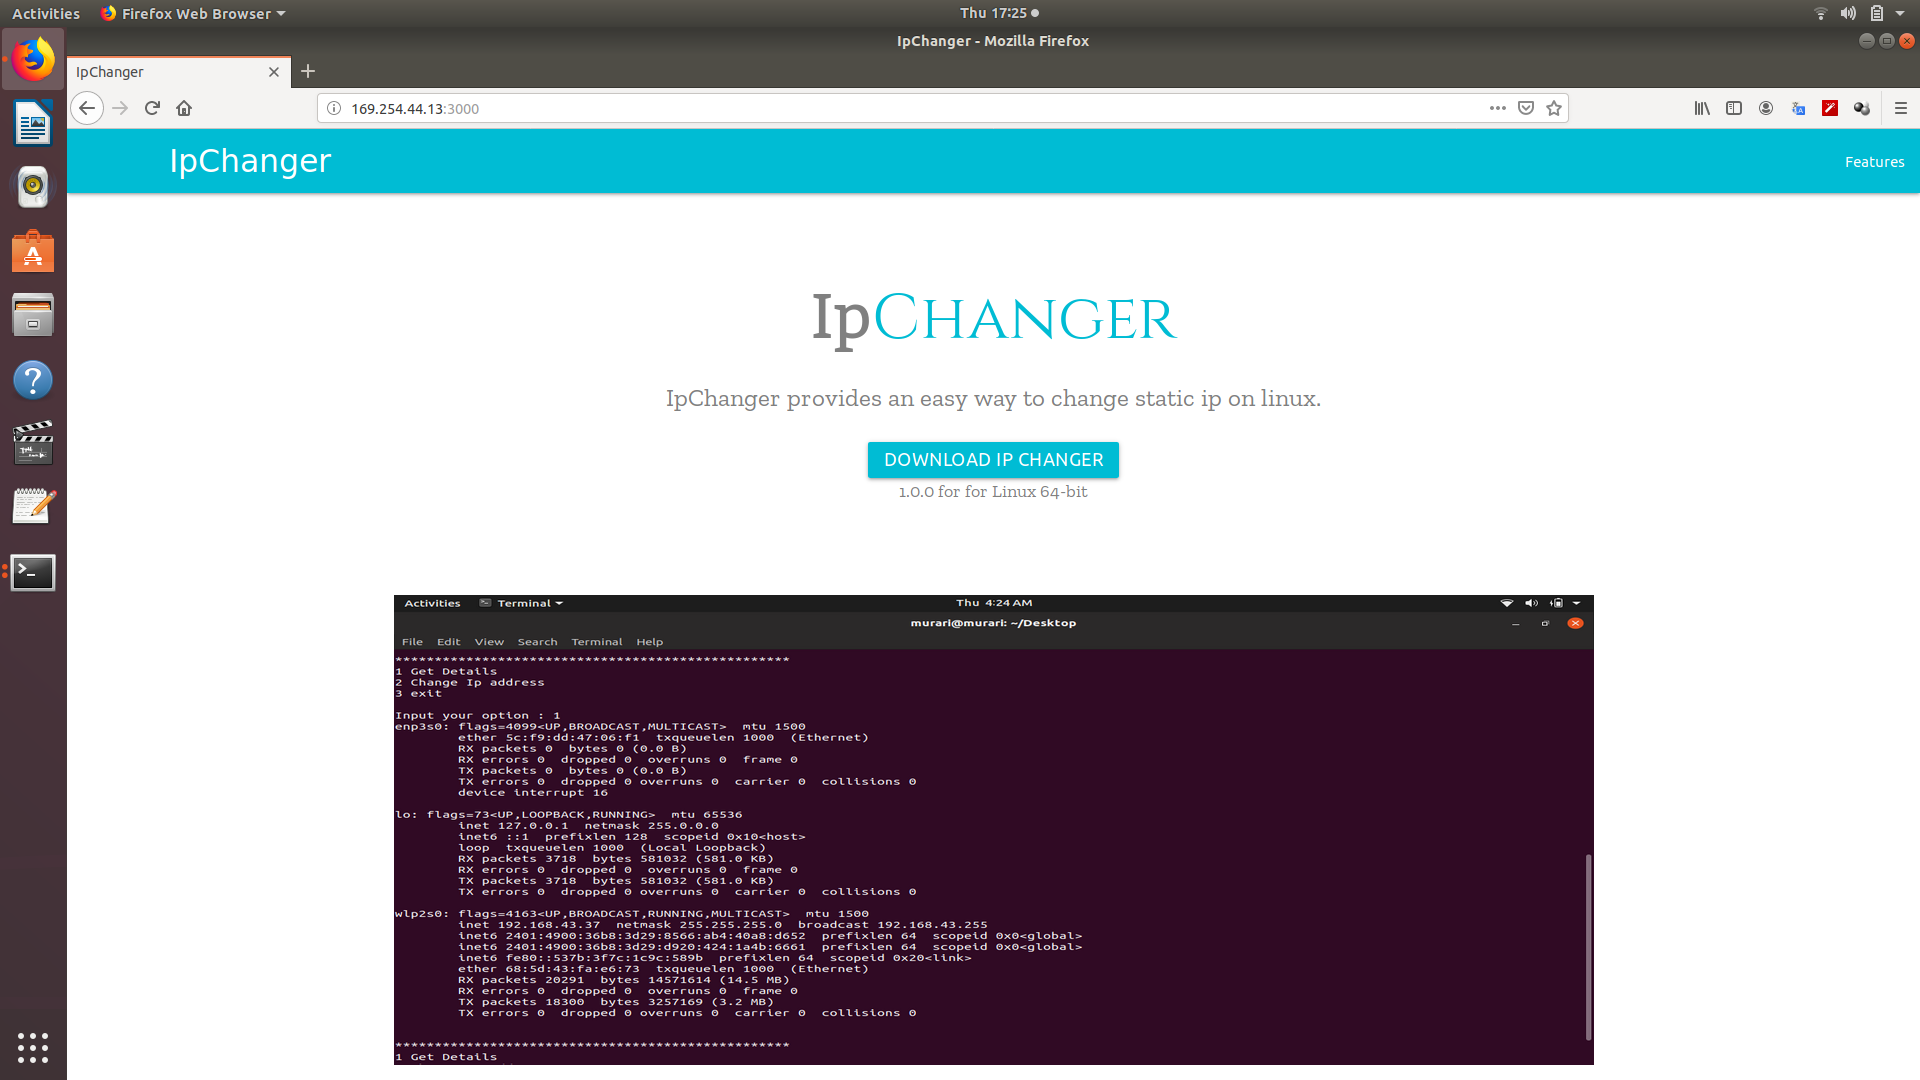 Activities Firefox Web Browser Thu 17:25
IpChanger - Mozilla Firefox
IpChanger
169.254.44.13:3000
IpChanger Features
IpChanger
IpChanger provides an easy way to change static ip on linux.
DOWNLOAD IP CHANGER
1.0.0 for for Linux 64-bit
Activities Terminal Thu 4:24 AM
murari@murari: ~/Desktop
File Edit View Search Terminal Help
**************************************************
1 Get Details
2 Change Ip address
3 exit
Input your option : 1
enp3s0: flags=4099<UP,BROADCAST,MULTICAST>  mtu 1500
        ether 5c:f9:dd:47:06:f1  txqueuelen 1000  (Ethernet)
        RX packets 0  bytes 0 (0.0 B)
        RX errors 0  dropped 0  overruns 0  frame 0
        TX packets 0  bytes 0 (0.0 B)
        TX errors 0  dropped 0 overruns 0  carrier 0  collisions 0
        device interrupt 16
lo: flags=73<UP,LOOPBACK,RUNNING>  mtu 65536
        inet 127.0.0.1  netmask 255.0.0.0
        inet6 ::1  prefixlen 128  scopeid 0x10<host>
        loop  txqueuelen 1000  (Local Loopback)
        RX packets 3718  bytes 581032 (581.0 KB)
        RX errors 0  dropped 0  overruns 0  frame 0
        TX packets 3718  bytes 581032 (581.0 KB)
        TX errors 0  dropped 0 overruns 0  carrier 0  collisions 0
wlp2s0: flags=4163<UP,BROADCAST,RUNNING,MULTICAST>  mtu 1500
        inet 192.168.43.37  netmask 255.255.255.0  broadcast 192.168.43.255
        inet6 2401:4900:36b8:3d29:8566:ab4:40a8:d652  prefixlen 64  scopeid 0x0<global>
        inet6 2401:4900:36b8:3d29:d920:424:1a4b:6661  prefixlen 64  scopeid 0x0<global>
        inet6 fe80::537b:3f7c:1c9c:589b  prefixlen 64  scopeid 0x20<link>
        ether 68:5d:43:fa:e6:73  txqueuelen 1000  (Ethernet)
        RX packets 20291  bytes 14571614 (14.5 MB)
        RX errors 0  dropped 0  overruns 0  frame 0
        TX packets 18300  bytes 3257169 (3.2 MB)
        TX errors 0  dropped 0 overruns 0  carrier 0  collisions 0
**************************************************
1 Get Details